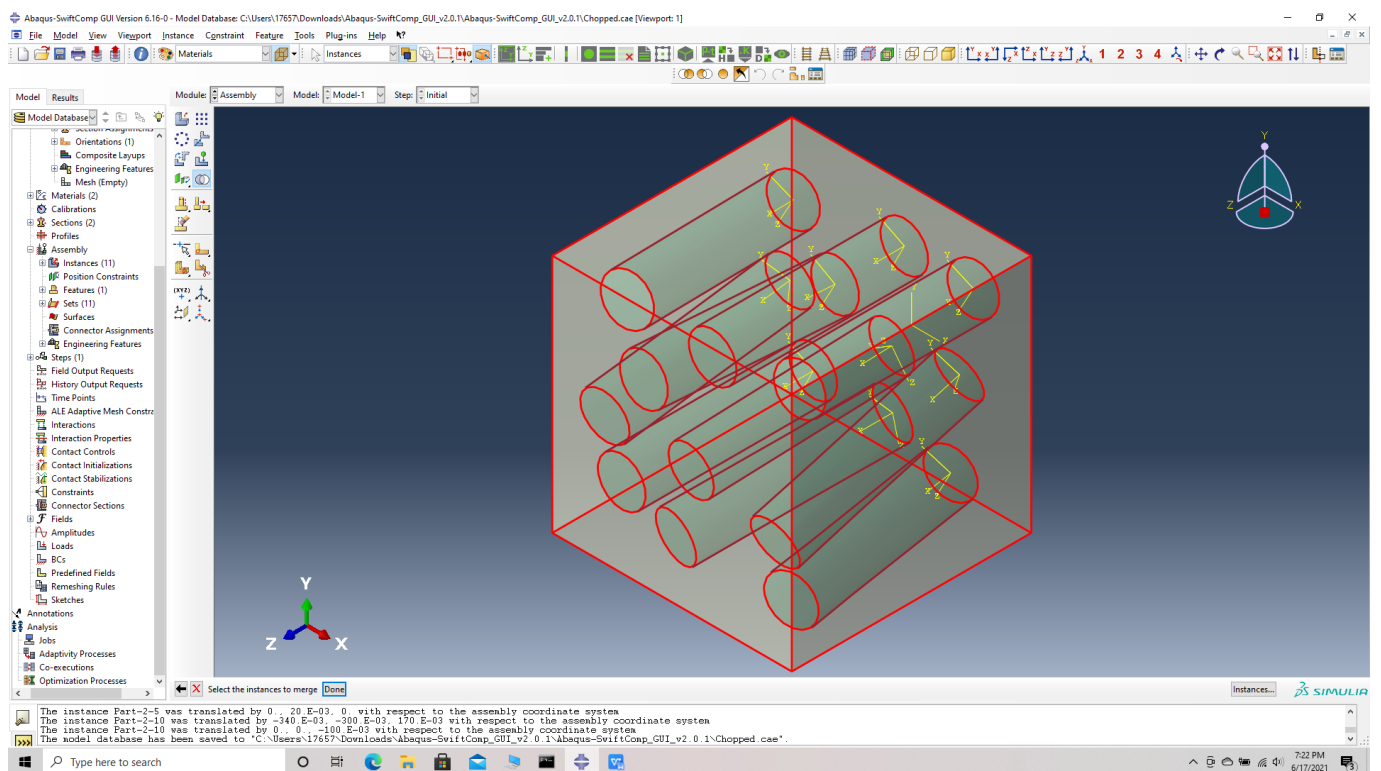 Abaqus-SwiftComp GUI Version 6.16-0 - Model Database: C:\Users\17657\Downloads\Abaqus-SwiftComp_GUI_v2.0.1\Abaqus-SwiftComp_GUI_v2.0.1\Chopped.cae [Viewport: 1]
File Model View Viewport Instance Constraint Feature Tools Plug-ins Help
Materials Instances 1 2 3 4
Model Results Module: Assembly Model: Model-1 Step: Initial
Model Database
Section Assignments
Orientations (1)
Composite Layups
Engineering Features
Mesh (Empty)
Materials (2)
Calibrations
Sections (2)
Profiles
Assembly
Instances (11)
Position Constraints
Features (1)
Sets (11)
Surfaces
Connector Assignments
Engineering Features
Steps (1)
Field Output Requests
History Output Requests
Time Points
ALE Adaptive Mesh Constra
Interactions
Interaction Properties
Contact Controls
Contact Initializations
Contact Stabilizations
Constraints
Connector Sections
Fields
Amplitudes
Loads
BCs
Predefined Fields
Remeshing Rules
Sketches
Annotations
Analysis
Jobs
Adaptivity Processes
Co-executions
Optimization Processes
Y
Z X
Y
Z X
Select the instances to merge Done Instances... SIMULIA
The instance Part-2-5 was translated by 0., 20.E-03, 0. with respect to the assembly coordinate system
The instance Part-2-10 was translated by -340.E-03, -300.E-03, 170.E-03 with respect to the assembly coordinate system
The instance Part-2-10 was translated by 0., 0., -100.E-03 with respect to the assembly coordinate system
The model database has been saved to "C:\Users\17657\Downloads\Abaqus-SwiftComp_GUI_v2.0.1\Abaqus-SwiftComp_GUI_v2.0.1\Chopped.cae".
Type here to search
7:22 PM
6/17/2021